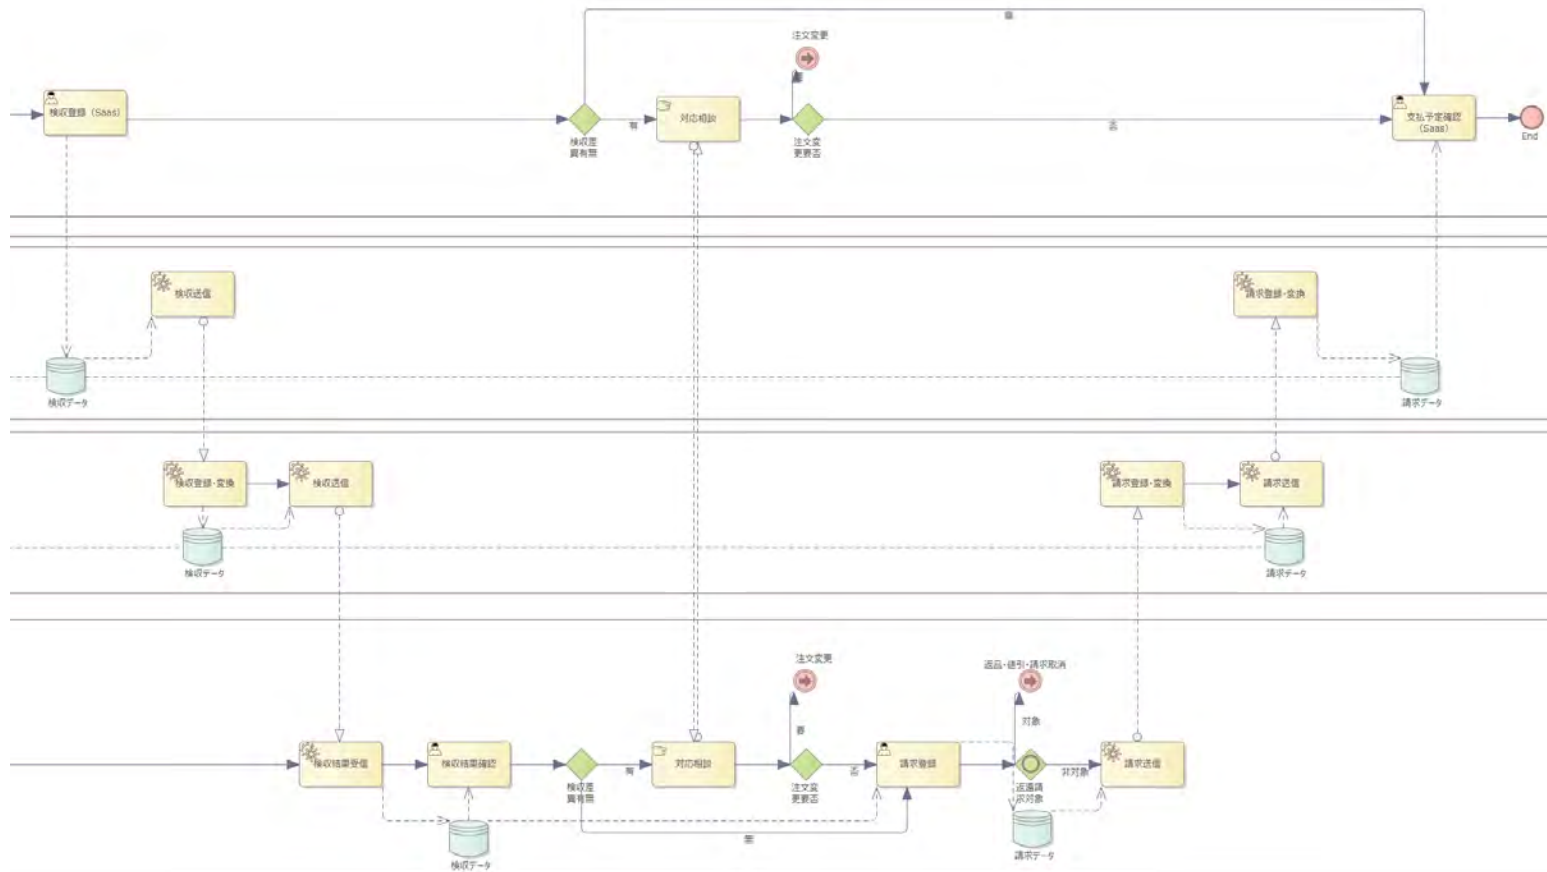 無
注文変更
検収登録（Saas）
対応相談
支払予定確認
（Saas）
有
否
検収差
異有無
注文変
更要否
End
検収送信
請求登録・変換
検収データ
請求データ
検収登録・変換
検収送信
請求登録・変換
請求送信
検収データ
請求データ
注文変更
返品・値引・請求取消
要
対象
検収結果受信
検収結果確認
有
対応相談
否
請求登録
非対象
請求送信
検収差
異有無
注文変
更要否
返還請
求対象
無
検収データ
請求データ